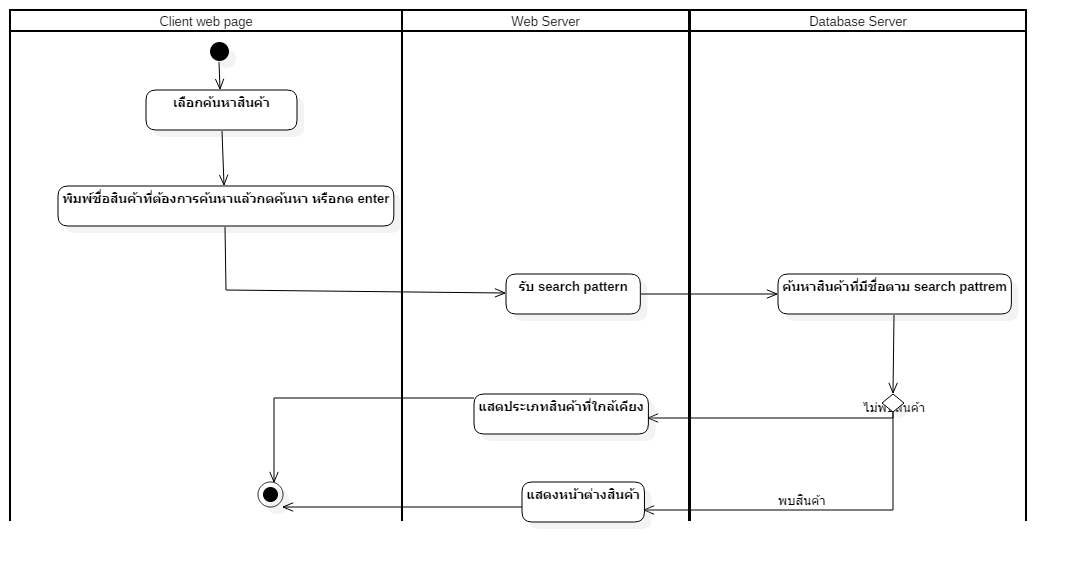 Client web page
Web Server
Database Server
เลือกค้นหาสินค้า
พิมพ์ชื่อสินค้าที่ต้องการค้นหาแล้วกดค้นหา หรือกด enter
รับ search pattern
ค้นหาสินค้าที่มีชื่อตาม search pattrem
แสดประเภทสินค้าที่ใกล้เคียง
ไม่พบสินค้า
แสดงหน้าต่างสินค้า
พบสินค้า